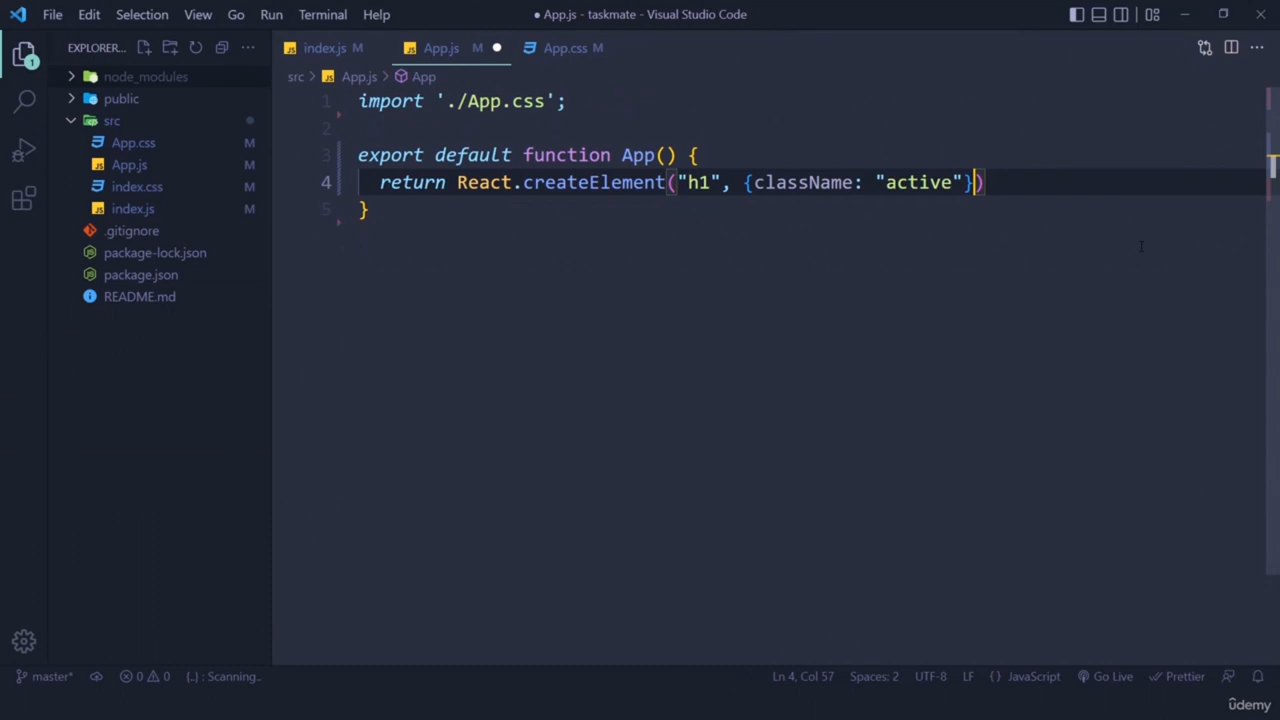 File Edit Selection View Go Run Terminal Help
● App.js - taskmate - Visual Studio Code
EXPLORER...
index.js M
App.js M
App.css M
node_modules
src > App.js > App
public
1 import './App.css';
src
2
App.css M
3 export default function App() {
App.js M
4 return React.createElement("h1", {className: "active"})
index.css M
5 }
index.js M
.gitignore
package-lock.json
package.json
README.md
1
master* 0 0 {..} : Scanning.. Ln 4, Col 57 Spaces: 2 UTF-8 LF {} JavaScript Go Live Prettier
ûdemy